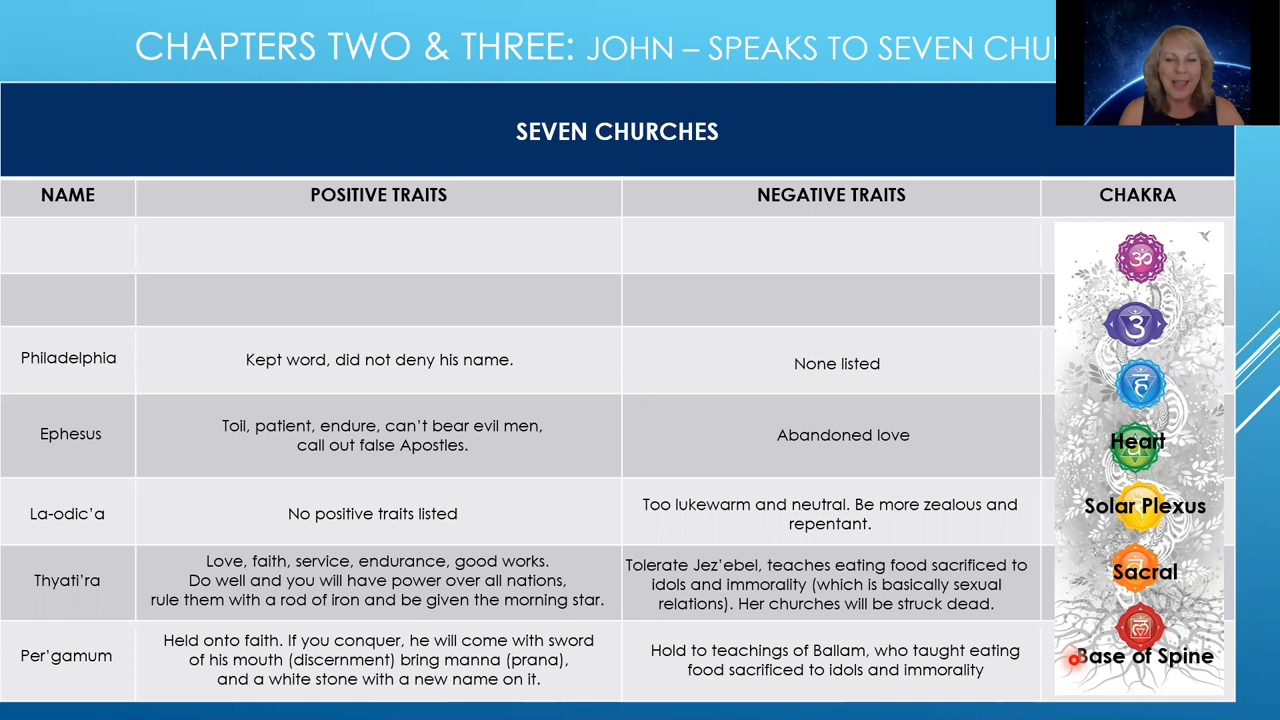 CHAPTERS TWO & THREE: JOHN – SPEAKS TO SEVEN
SEVEN CHURCHES
NAME
POSITIVE TRAITS
NEGATIVE TRAITS
CHAKRA
ॐ
Philadelphia
Kept word, did not deny his name.
None listed
Ephesus
Toil, patient, endure, can't bear evil men,
call out false Apostles.
Abandoned love
Heart
La-odic'a
No positive traits listed
Too lukewarm and neutral. Be more zealous and
repentant.
Solar Plexus
Thyati'ra
Love, faith, service, endurance, good works.
Do well and you will have power over all nations,
rule them with a rod of iron and be given the morning star.
Tolerate Jez'ebel, teaches eating food sacrificed to
idols and immorality (which is basically sexual
relations). Her churches will be struck dead.
Sacral
Per'gamum
Held onto faith. If you conquer, he will come with sword
of his mouth (discernment) bring manna (prana),
and a white stone with a new name on it.
Hold to teachings of Ballam, who taught eating
food sacrificed to idols and immorality
Base of Spine